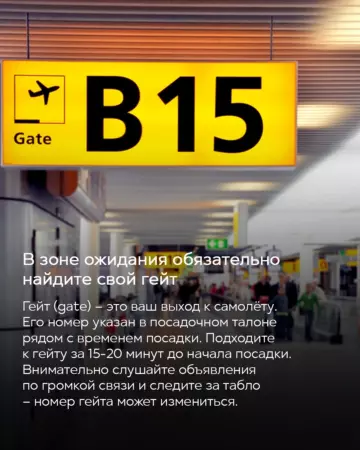 B15
Gate
В зоне ожидания обязательно
найдите свой гейт
Гейт (gate) – это ваш выход к самолёту.
Его номер указан в посадочном талоне
рядом с временем посадки. Подходите
к гейту за 15-20 минут до начала посадки.
Внимательно слушайте объявления
по громкой связи и следите за табло
– номер гейта может измениться.